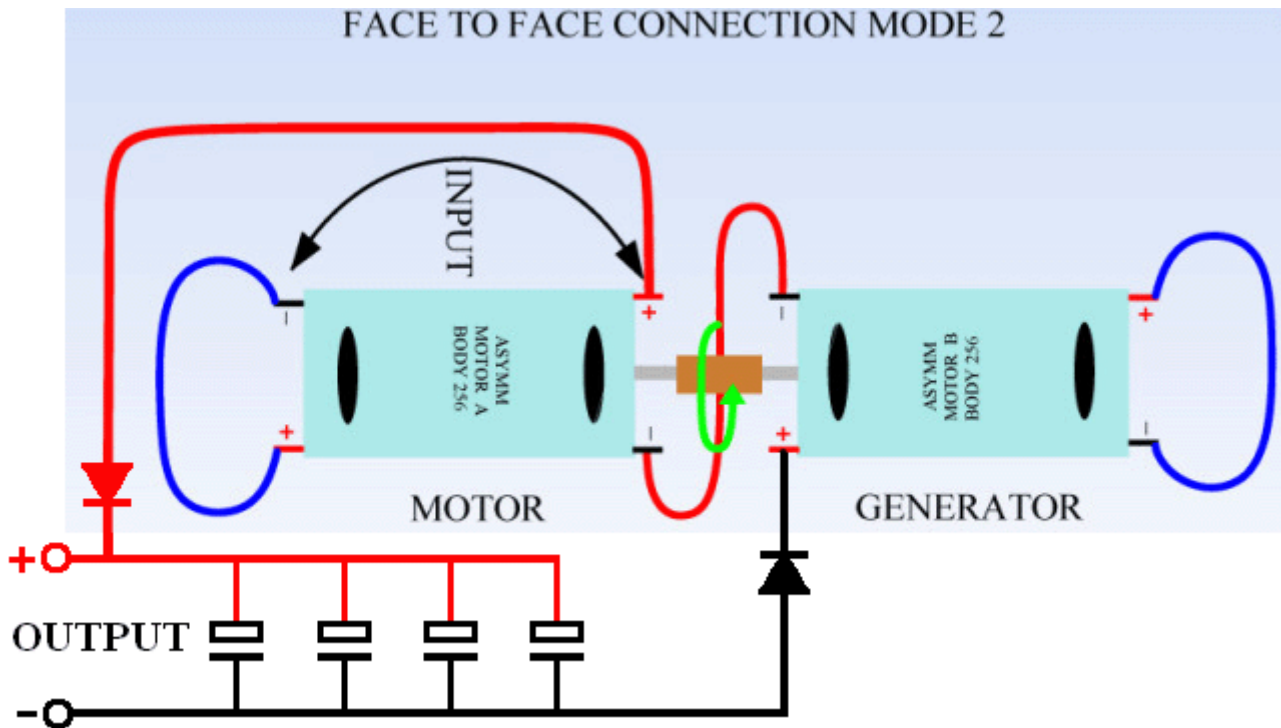 FACE TO FACE CONNECTION MODE 2
INPUT
−
+
+
−
ASYMM
MOTOR A
BODY 256
−
+
+
−
ASYMM
MOTOR B
BODY 256
MOTOR
GENERATOR
+
OUTPUT
-